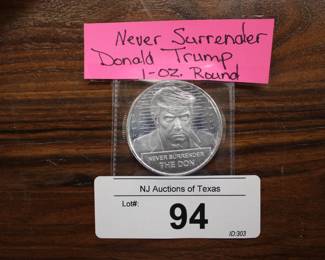 Never Surrender
Donald Trump
1-oz. Round
NEVER SURRENDER
THE DON
NJ Auctions of Texas
Lot#:
94
ID:303